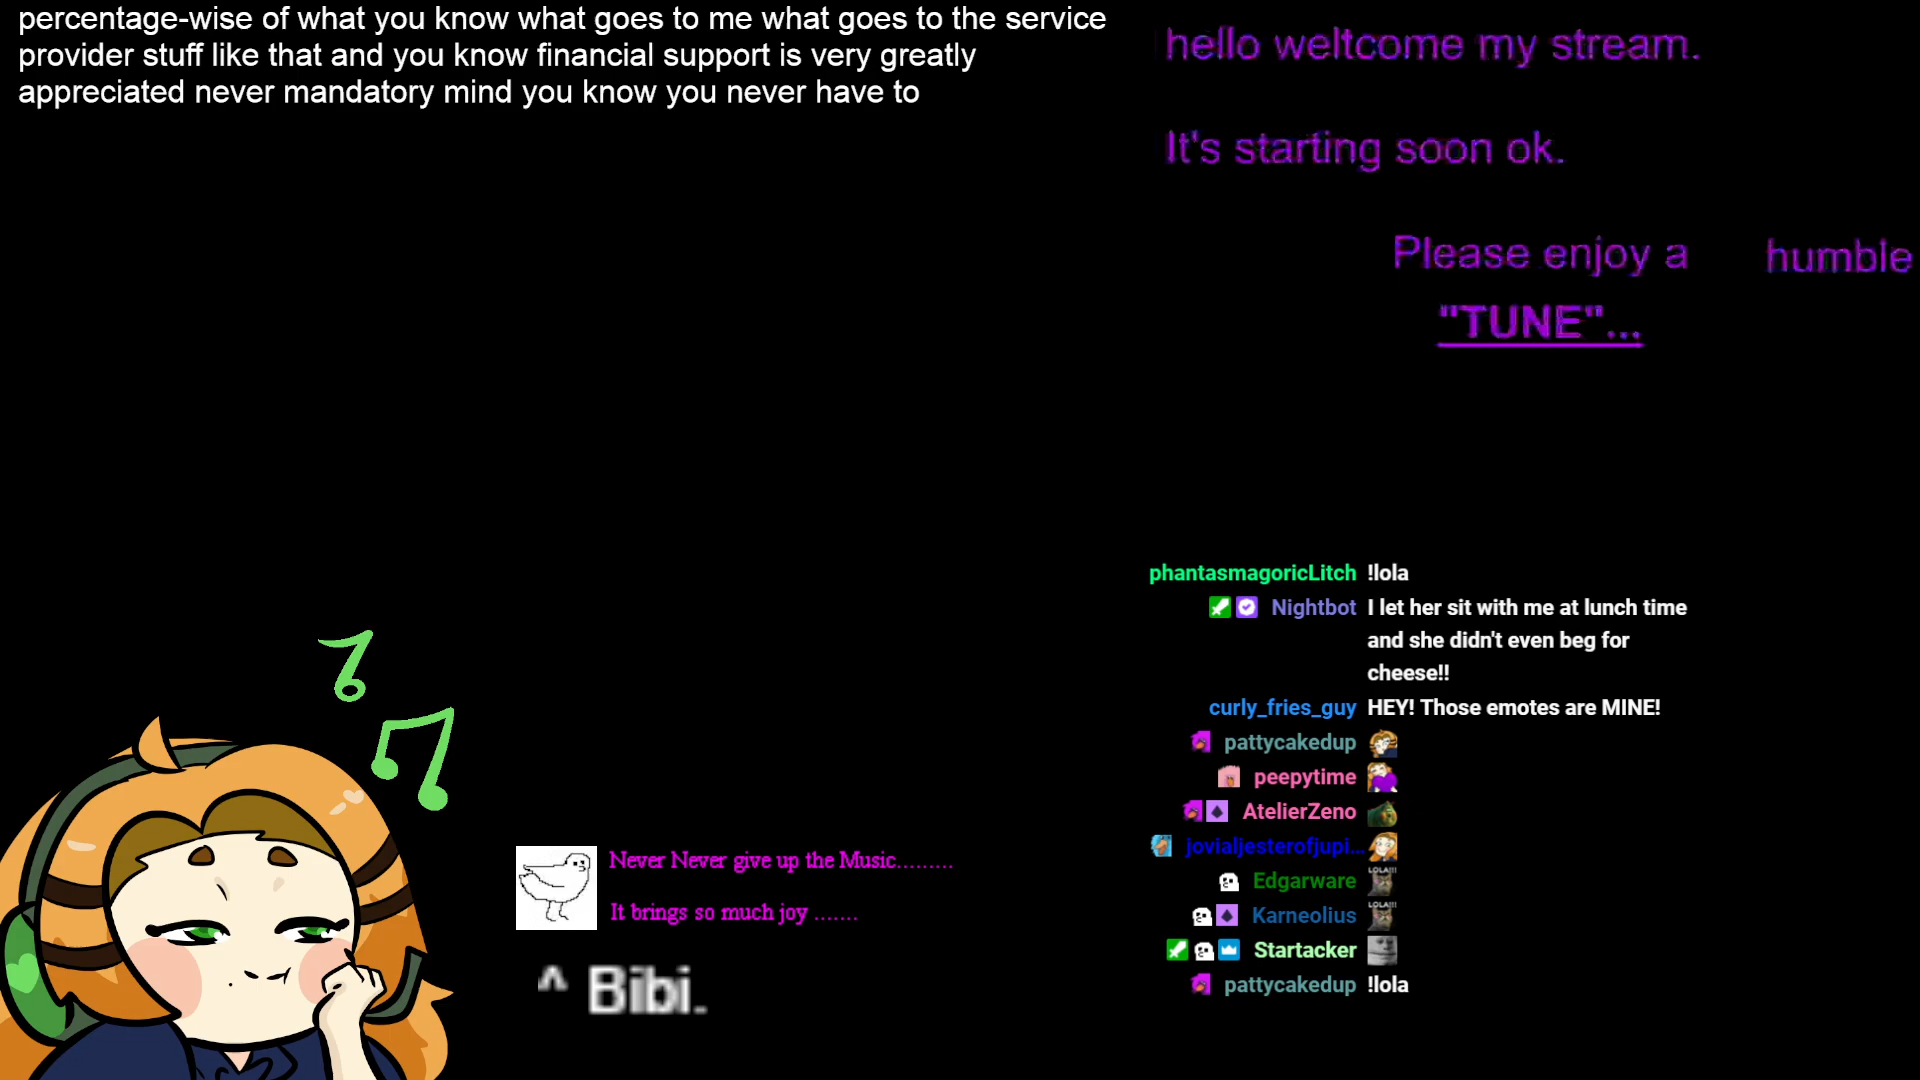 percentage-wise of what you know what goes to me what goes to the service
provider stuff like that and you know financial support is very greatly
appreciated never mandatory mind you know you never have to
hello weltcome my stream.
It's starting soon ok.
Please enjoy a humble
"TUNE"...
phantasmagoricLitch !lola
Nightbot I let her sit with me at lunch time
and she didn't even beg for
cheese!!
curly_fries_guy HEY! Those emotes are MINE!
pattycakedup
peepytime
AtelierZeno
jovialjesterofjupi...
Edgarware LOLA!!!
Karneolius LOLA!!!
Startacker
pattycakedup !lola
Never Never give up the Music.........
It brings so much joy .......
^ Bibi.